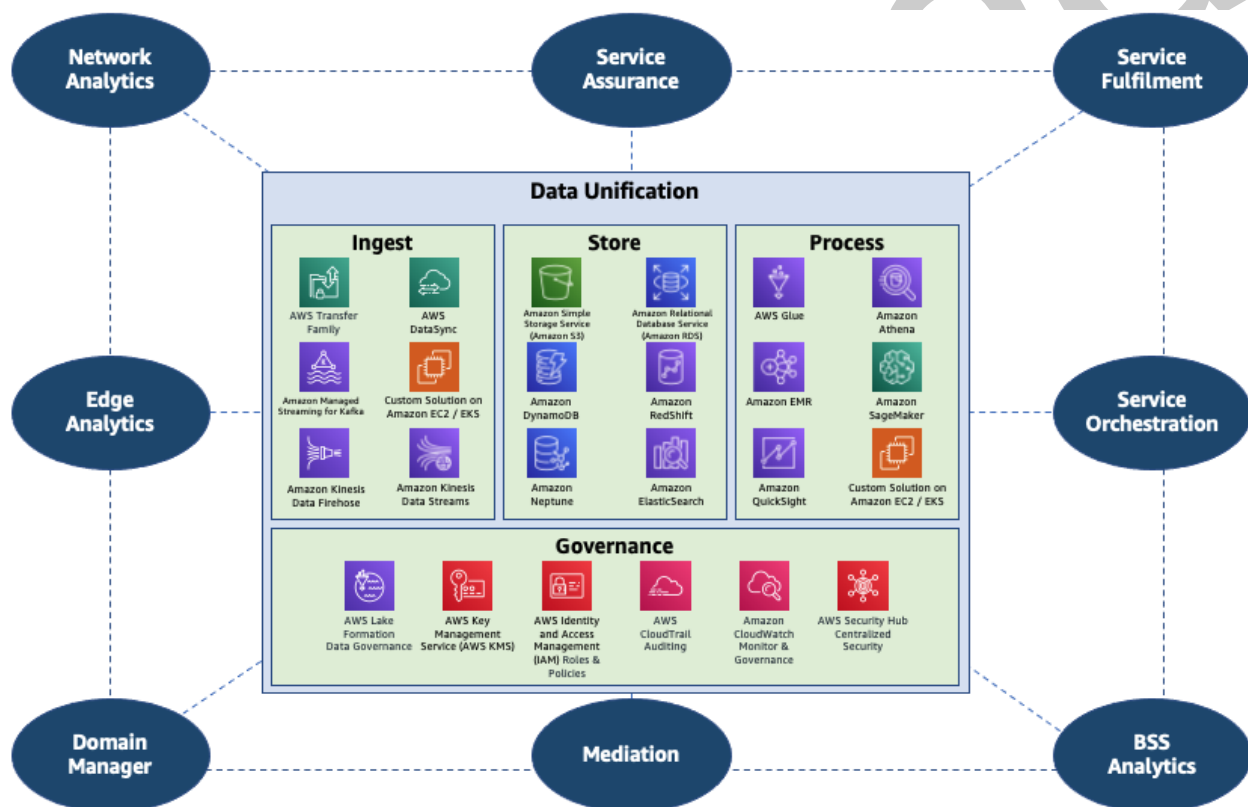 Network
Analytics
Service
Assurance
Service
Fulfilment
Data Unification
Ingest
AWS Transfer
Family
AWS
DataSync
Amazon Managed
Streaming for Kafka
Custom Solution on
Amazon EC2 / EKS
Amazon Kinesis
Data Firehose
Amazon Kinesis
Data Streams
Store
Amazon Simple
Storage Service
(Amazon S3)
Amazon Relational
Database Service
(Amazon RDS)
Amazon
DynamoDB
Amazon
RedShift
Amazon
Neptune
Amazon
ElasticSearch
Process
AWS Glue
Amazon
Athena
Amazon EMR
Amazon
SageMaker
Amazon
QuickSight
Custom Solution on
Amazon EC2 / EKS
Edge
Analytics
Service
Orchestration
Governance
AWS Lake
Formation
Data Governance
AWS Key
Management
Service (AWS KMS)
AWS Identity
and Access
Management
(IAM) Roles &
Policies
AWS
CloudTrail
Auditing
Amazon
CloudWatch
Monitor &
Governance
AWS Security Hub
Centralized
Security
Domain
Manager
Mediation
BSS
Analytics